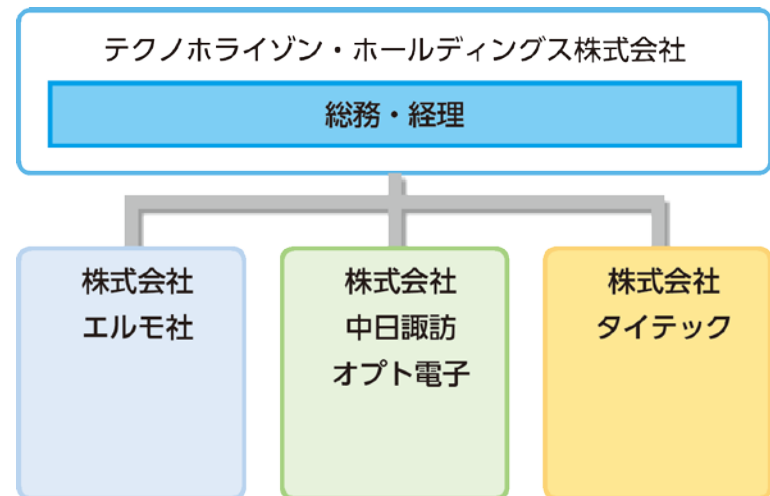 テクノホライゾン・ホールディングス株式会社
総務・経理
株式会社
エルモ社
株式会社
中日諏訪
オプト電子
株式会社
タイテック